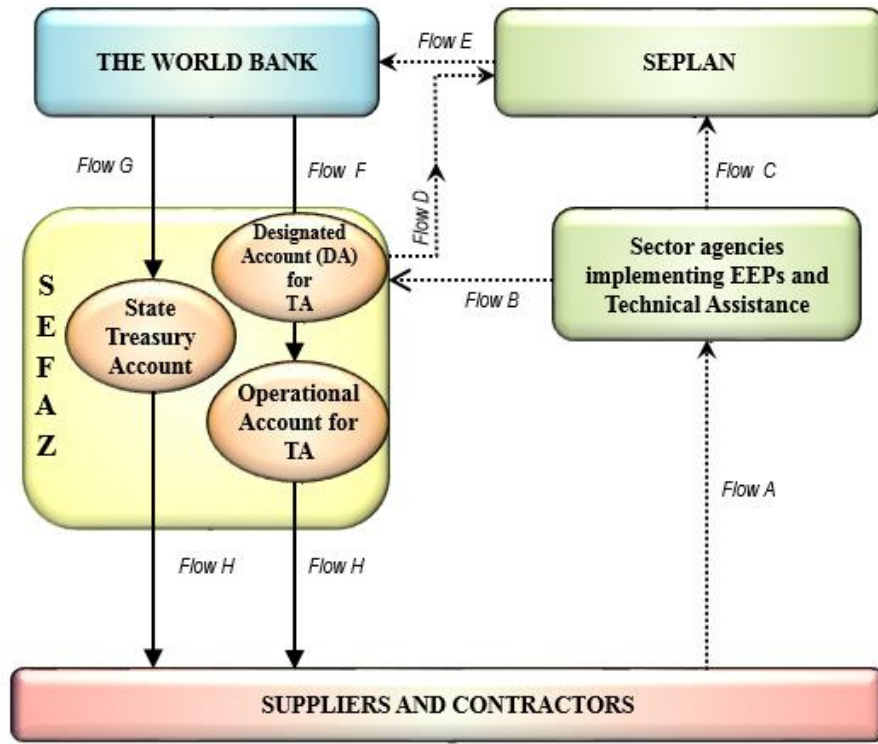 THE WORLD BANK
Flow E
SEPLAN
Flow G
Flow F
Flow D
Flow C
S
E
F
A
Z
Designated
Account (DA)
for
TA
Flow B
Sector agencies
implementing EEPs and
Technical Assistance
State
Treasury
Account
Operational
Account for
TA
Flow A
Flow H
Flow H
SUPPLIERS AND CONTRACTORS